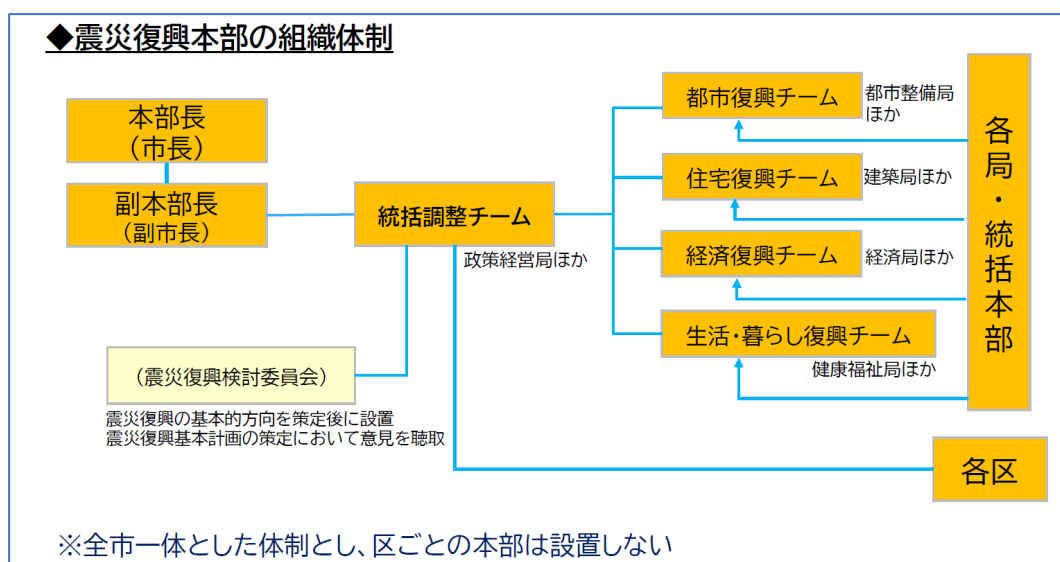 ◆震災復興本部の組織体制
本部長
（市長）
副本部長
（副市長）
統括調整チーム
政策経営局ほか
都市復興チーム
都市整備局
ほか
住宅復興チーム
建築局ほか
経済復興チーム
経済局ほか
生活・暮らし復興チーム
健康福祉局ほか
各局・統括本部
（震災復興検討委員会）
震災復興の基本的方向を策定後に設置
震災復興基本計画の策定において意見を聴取
各区
※全市一体とした体制とし、区ごとの本部は設置しない